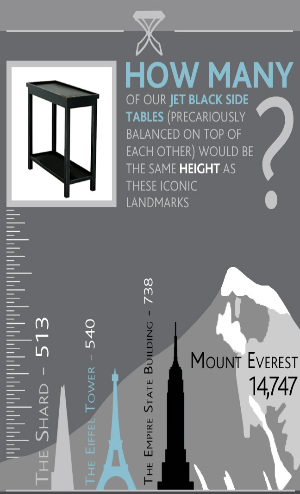 HOW MANY
OF OUR JET BLACK SIDE
TABLES (PRECARIOUSLY
BALANCED ON TOP OF
EACH OTHER) WOULD BE
THE SAME HEIGHT AS
THESE ICONIC
LANDMARKS
?
THE SHARD - 513
THE EIFFEL TOWER - 540
THE EMPIRE STATE BUILDING - 738
MOUNT EVEREST
14,747